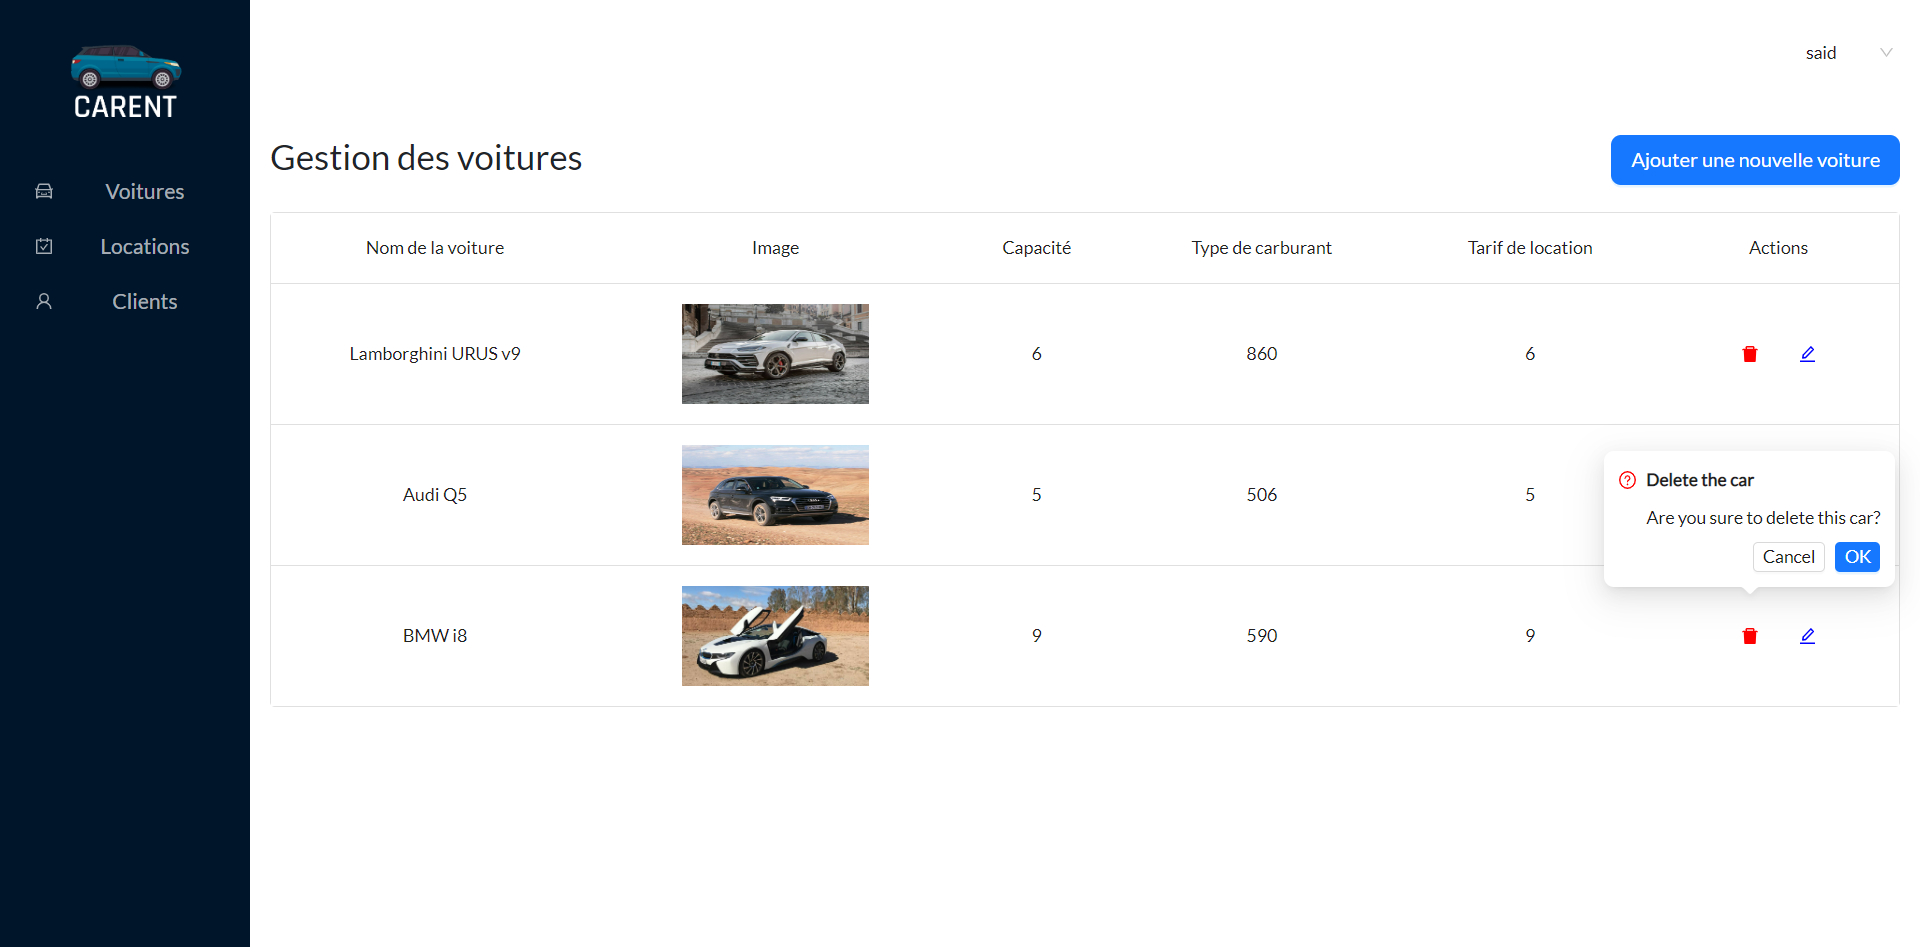 CARENT
Voitures
Locations
Clients
said
Gestion des voitures
Ajouter une nouvelle voiture
Nom de la voiture Image Capacité Type de carburant Tarif de location Actions
Lamborghini URUS v9 6 860 6
Audi Q5 5 506 5
Delete the car
Are you sure to delete this car?
Cancel OK
BMW i8 9 590 9